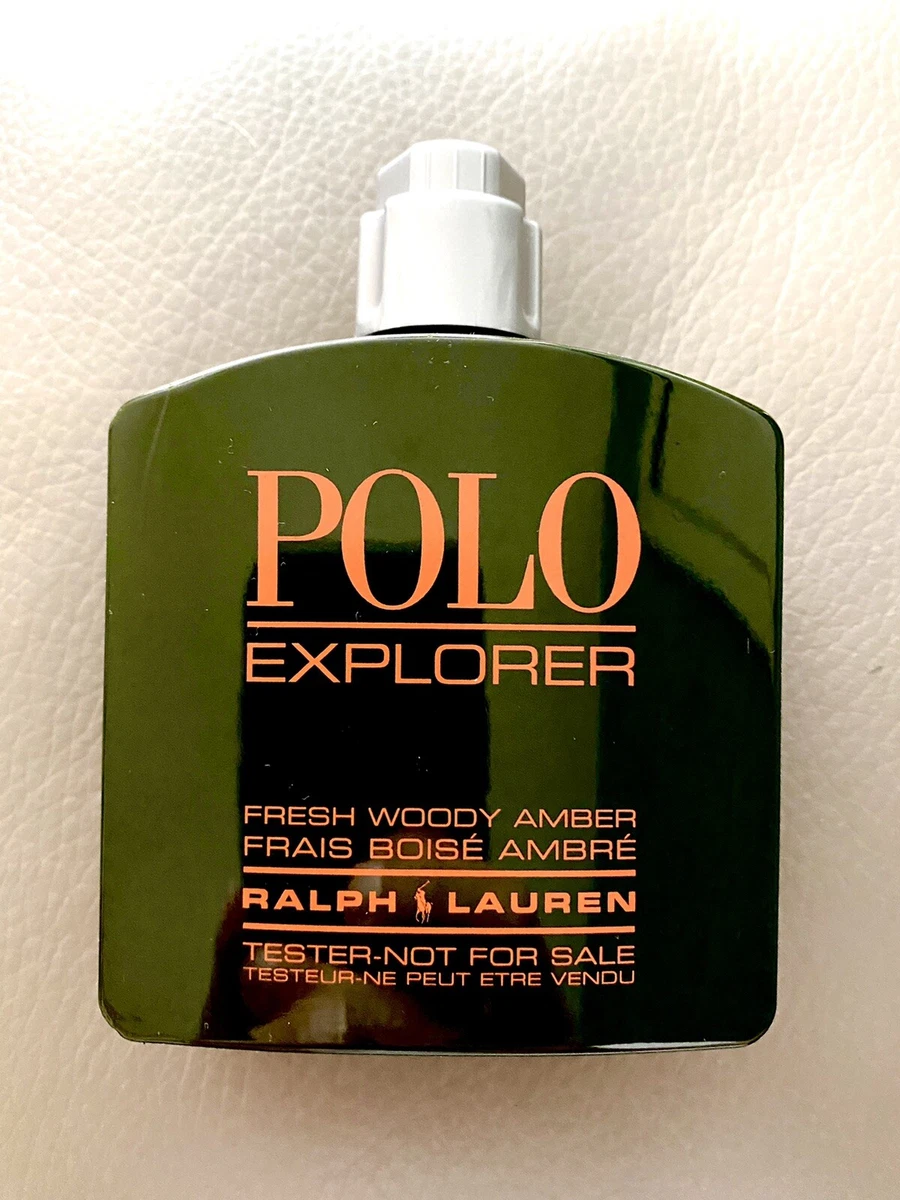 POLO
EXPLORER
FRESH WOODY AMBER
FRAIS BOISÉ AMBRÉ
RALPH LAUREN
TESTER-NOT FOR SALE
TESTEUR-NE PEUT ETRE VENDU